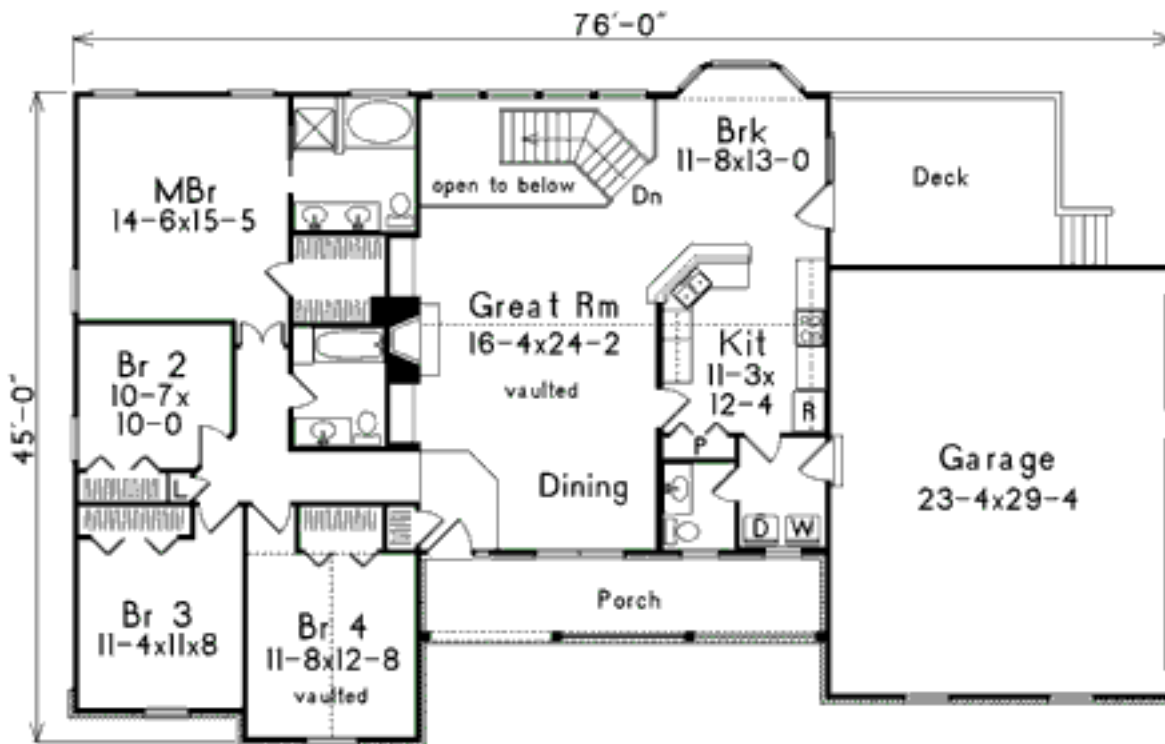 76'-0"
45'-0"
MBr
14-6x15-5
open to below
Dn
Brk
11-8x13-0
Deck
Great Rm
16-4x24-2
vaulted
Kit
11-3x
12-4
R
P
Br 2
10-7x
10-0
L
Dining
D
W
Garage
23-4x29-4
Porch
Br 3
11-4x11x8
Br 4
11-8x12-8
vaulted